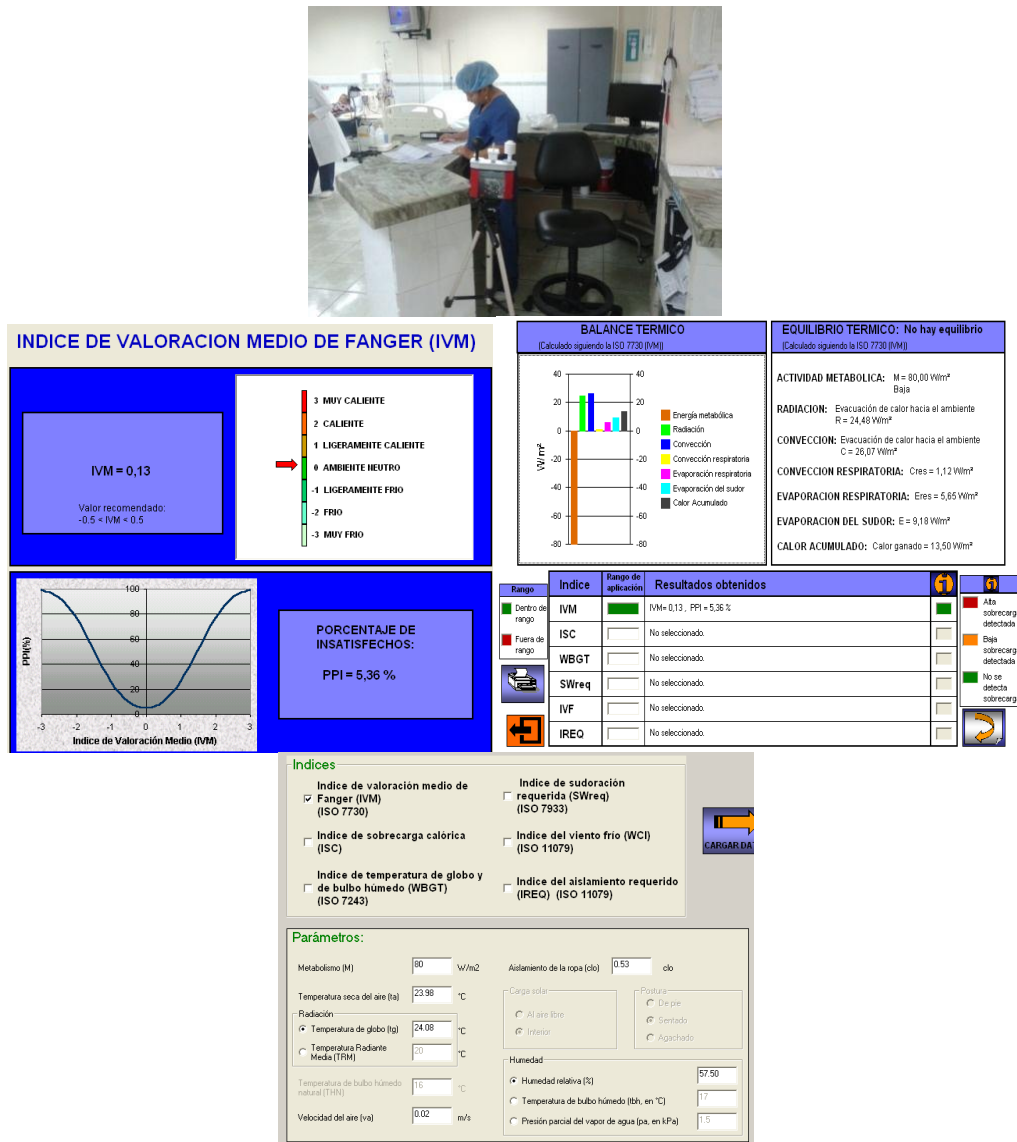 INDICE DE VALORACION MEDIO DE FANGER (IVM)
IVM = 0,13
Valor recomendado:
-0.5 < IVM < 0.5
3 MUY CALIENTE
2 CALIENTE
1 LIGERAMENTE CALIENTE
0 AMBIENTE NEUTRO
-1 LIGERAMENTE FRIO
-2 FRIO
-3 MUY FRIO
PPI(%)
100
80
60
40
20
0
-3 -2 -1 0 1 2 3
Indice de Valoración Medio (IVM)
PORCENTAJE DE
INSATISFECHOS:
PPI = 5,36 %
BALANCE TERMICO
(Calculado siguiendo la ISO 7730 (IVM))
W/ m²
40 40
20 20
0 0
-20 -20
-40 -40
-60 -60
-80 -80
Energía metabólica
Radiación
Convección
Convección respiratoria
Evaporación respiratoria
Evaporación del sudor
Calor Acumulado
EQUILIBRIO TERMICO: No hay equilibrio
(Calculado siguiendo la ISO 7730 (IVM))
ACTIVIDAD METABOLICA: M = 80,00 W/m²
Baja
RADIACION: Evacuación de calor hacia el ambiente
R = 24,48 W/m²
CONVECCION: Evacuación de calor hacia el ambiente
C = 26,07 W/m²
CONVECCION RESPIRATORIA: Cres = 1,12 W/m²
EVAPORACION RESPIRATORIA: Eres = 5,65 W/m²
EVAPORACION DEL SUDOR: E = 9,18 W/m²
CALOR ACUMULADO: Calor ganado = 13,50 W/m²
Rango
Dentro de
rango
Fuera de
rango
Indice Rango de aplicación Resultados obtenidos
IVM IVM= 0,13 , PPI = 5,36 %
ISC No seleccionado.
WBGT No seleccionado.
SWreq No seleccionado.
IVF No seleccionado.
IREQ No seleccionado.
Alta
sobrecarg
detectada
Baja
sobrecarg
detectada
No se
detecta
sobrecarg
Indices
Indice de valoración medio de
Fanger (IVM)
(ISO 7730)
Indice de sobrecarga calórica
(ISC)
Indice de temperatura de globo y
de bulbo húmedo (WBGT)
(ISO 7243)
Indice de sudoración
requerida (SWreq)
(ISO 7933)
Indice del viento frío (WCI)
(ISO 11079)
Indice del aislamiento requerido
(IREQ) (ISO 11079)
CARGAR DA
Parámetros:
Metabolismo (M) 80 W/m2
Aislamiento de la ropa (clo) 0.53 clo
Temperatura seca del aire (ta) 23.98 °C
Radiación
Temperatura de globo (tg) 24.08 °C
Temperatura Radiante
Media (TRM) 20 °C
Temperatura de bulbo húmedo
natural (THN) 16 °C
Velocidad del aire (va) 0.02 m/s
Carga solar
Al aire libre
Interior
Postura
De pie
Sentado
Agachado
Humedad
Humedad relativa (%) 57.50
Temperatura de bulbo húmedo (tbh, en °C) 17
Presión parcial del vapor de agua (pa, en kPa) 1.5